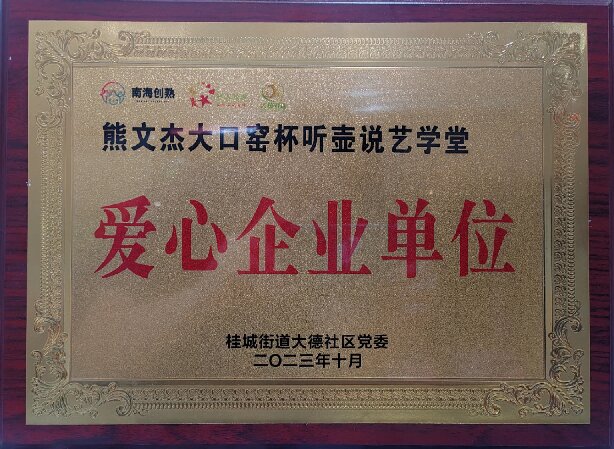 南海创熟
熊文杰大口窑杯听壶说艺学堂
爱心企业单位
桂城街道大德社区党委
二〇二三年十月